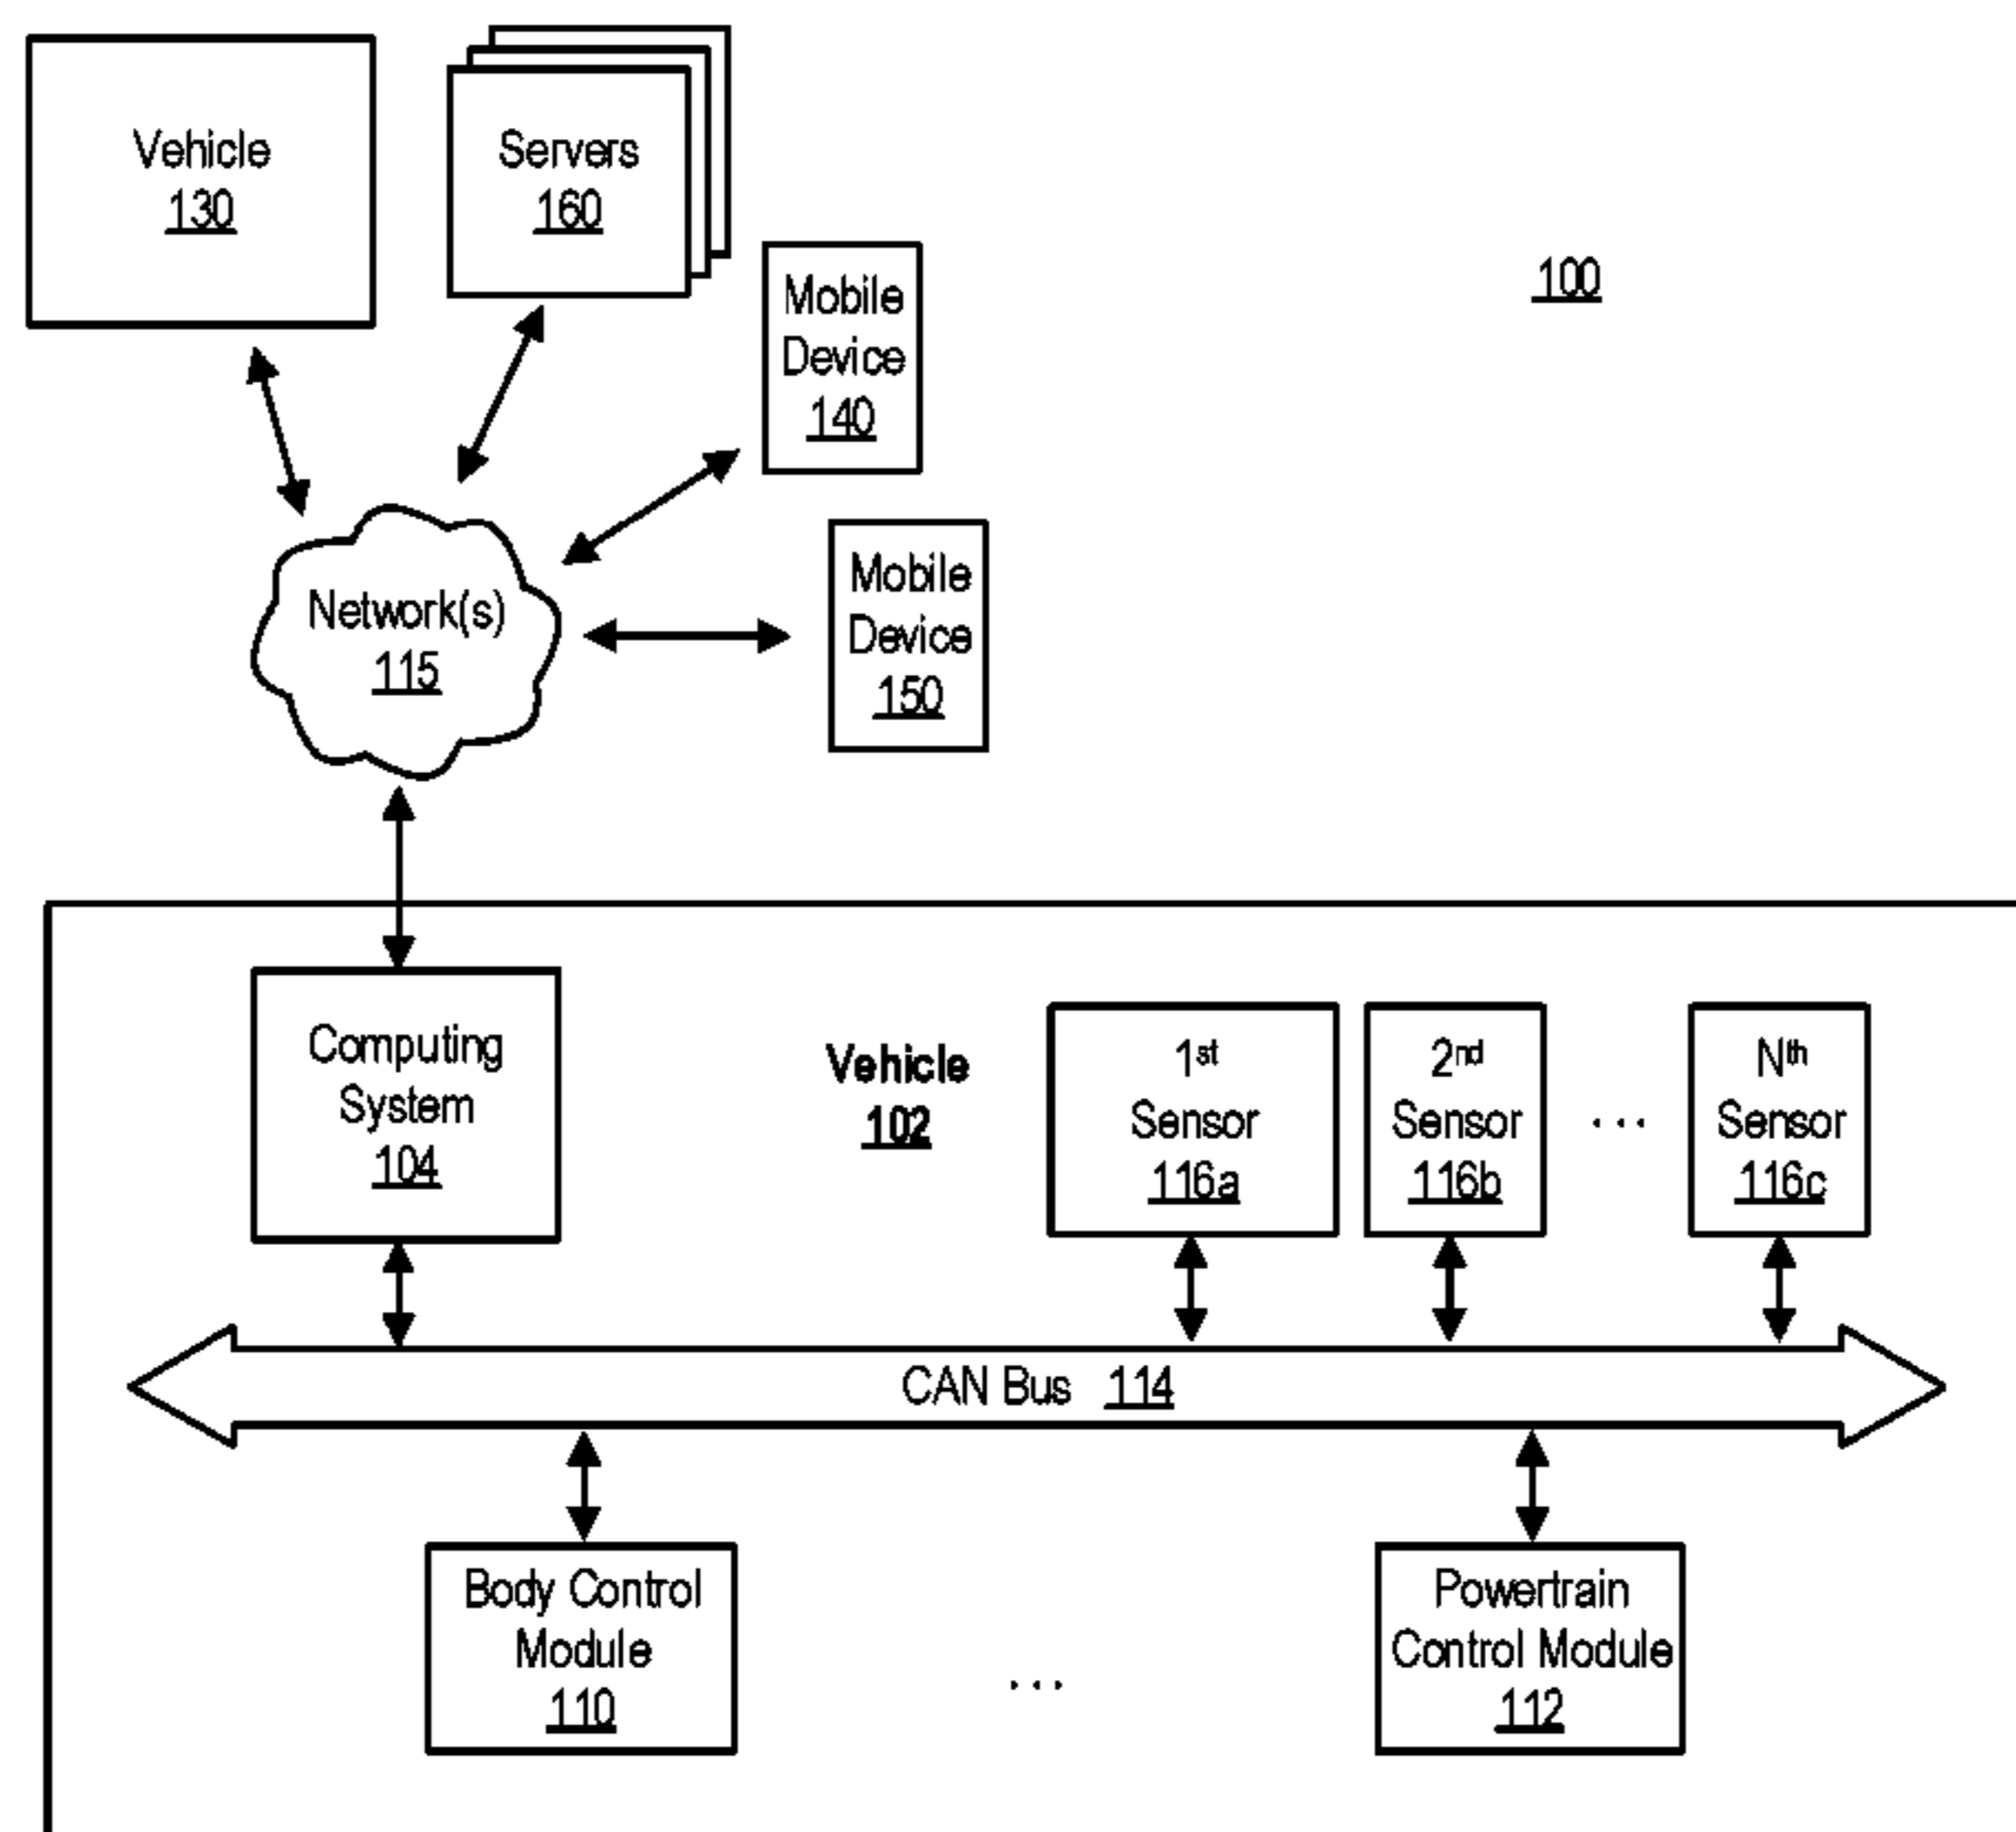 Vehicle
130
Servers
160
Mobile
Device
140
100
Mobile
Device
150
Network(s)
115
Computing
System
104
Vehicle
102
1st
Sensor
116a
2nd
Sensor
116b
...
Nth
Sensor
116c
CAN Bus 114
Body Control
Module
110
...
Powertrain
Control Module
112